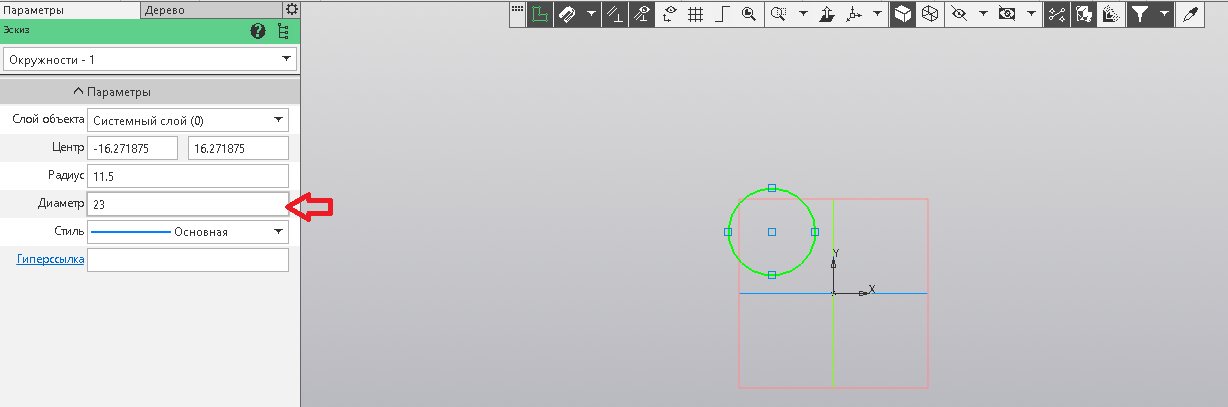 Параметры
Дерево
Эскиз
Окружности - 1
Параметры
Слой объекта
Системный слой (0)
Центр
-16.271875
16.271875
Радиус
11.5
Диаметр
23
Стиль
Основная
Гиперссылка
Y
X